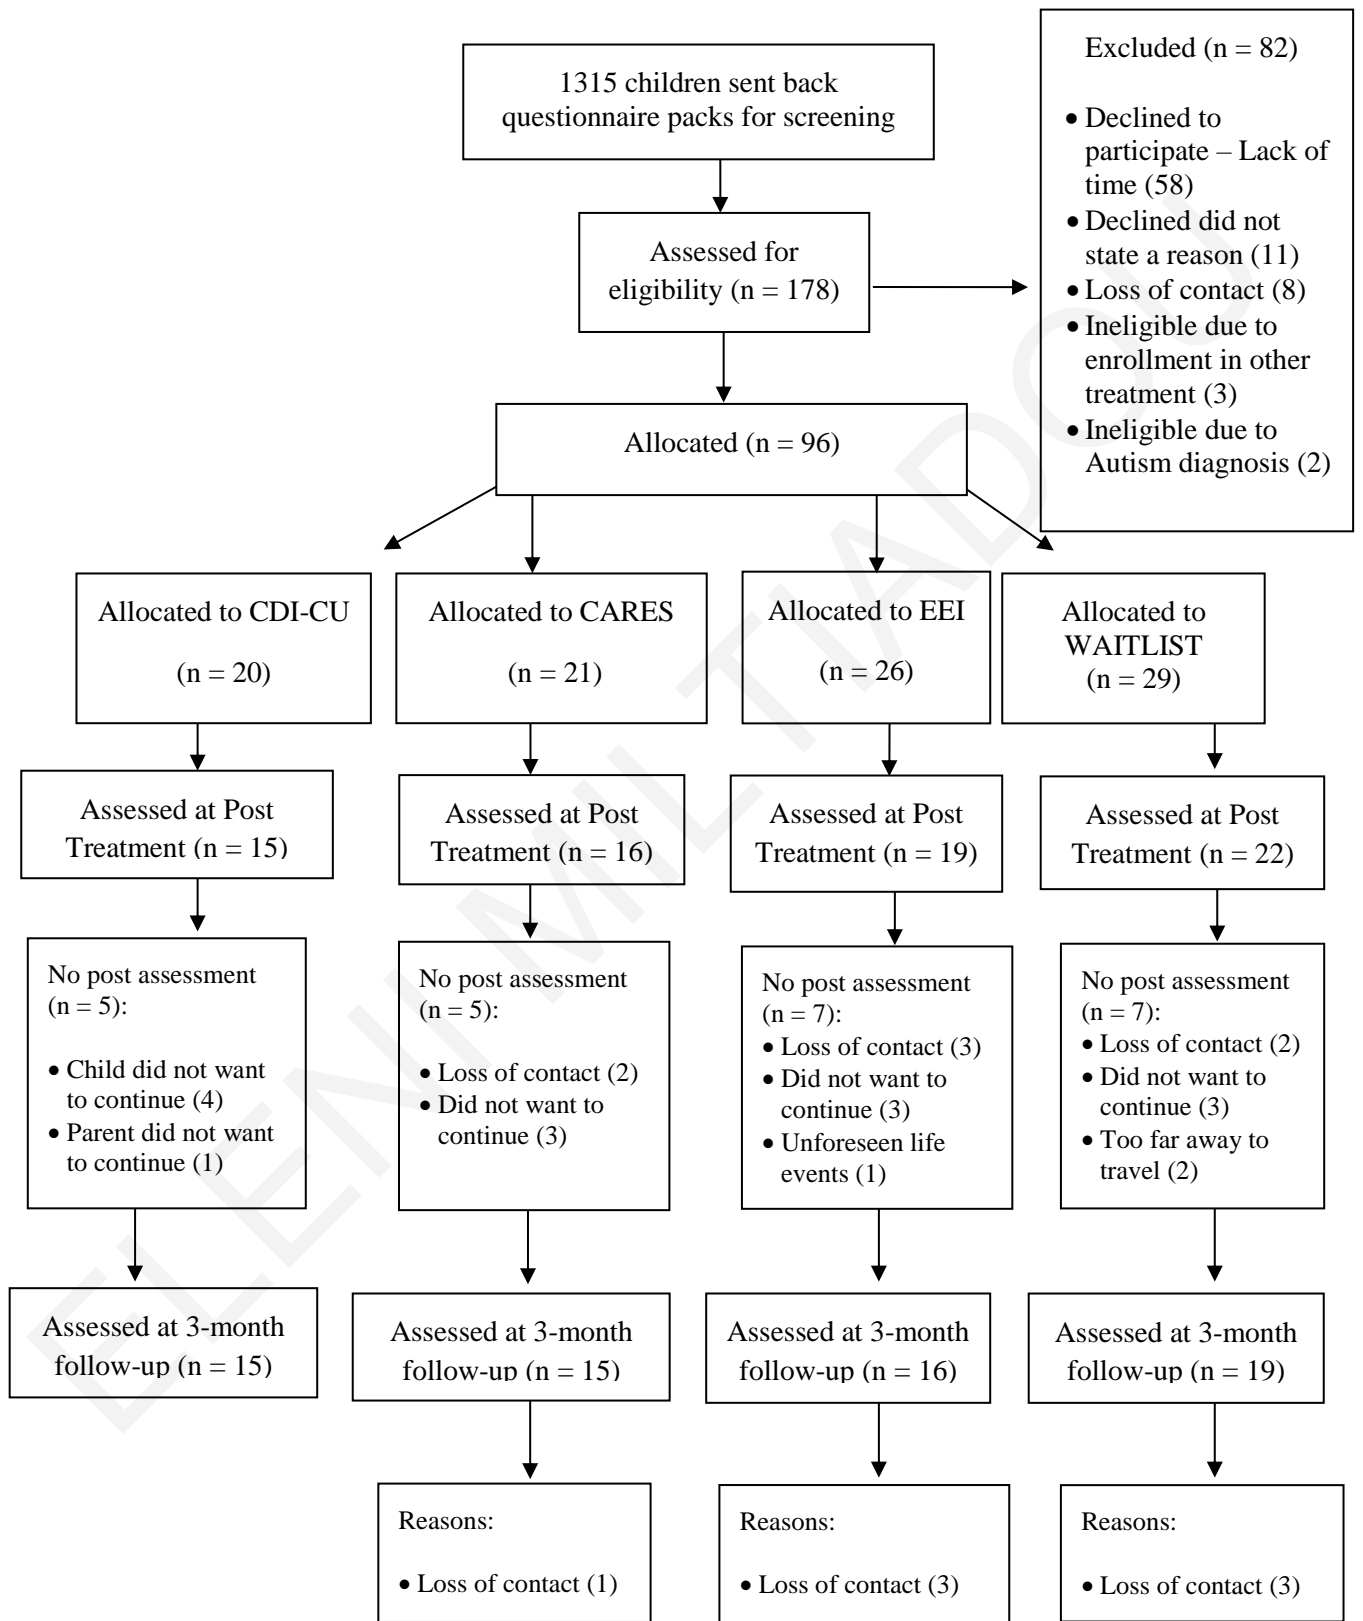 1315 children sent back
questionnaire packs for screening
Excluded (n = 82)
• Declined to
participate – Lack of
time (58)
• Declined did not
state a reason (11)
• Loss of contact (8)
• Ineligible due to
enrollment in other
treatment (3)
• Ineligible due to
Autism diagnosis (2)
Assessed for
eligibility (n = 178)
Allocated (n = 96)
Allocated to CDI-CU
(n = 20)
Allocated to CARES
(n = 21)
Allocated to EEI
(n = 26)
Allocated to
WAITLIST
(n = 29)
Assessed at Post
Treatment (n = 15)
Assessed at Post
Treatment (n = 16)
Assessed at Post
Treatment (n = 19)
Assessed at Post
Treatment (n = 22)
No post assessment
(n = 5):
• Child did not want
to continue (4)
• Parent did not want
to continue (1)
No post assessment
(n = 5):
• Loss of contact (2)
• Did not want to
continue (3)
No post assessment
(n = 7):
• Loss of contact (3)
• Did not want to
continue (3)
• Unforeseen life
events (1)
No post assessment
(n = 7):
• Loss of contact (2)
• Did not want to
continue (3)
• Too far away to
travel (2)
Assessed at 3-month
follow-up (n = 15)
Assessed at 3-month
follow-up (n = 15)
Assessed at 3-month
follow-up (n = 16)
Assessed at 3-month
follow-up (n = 19)
Reasons:
• Loss of contact (1)
Reasons:
• Loss of contact (3)
Reasons:
• Loss of contact (3)
ELENI MILTIADOU